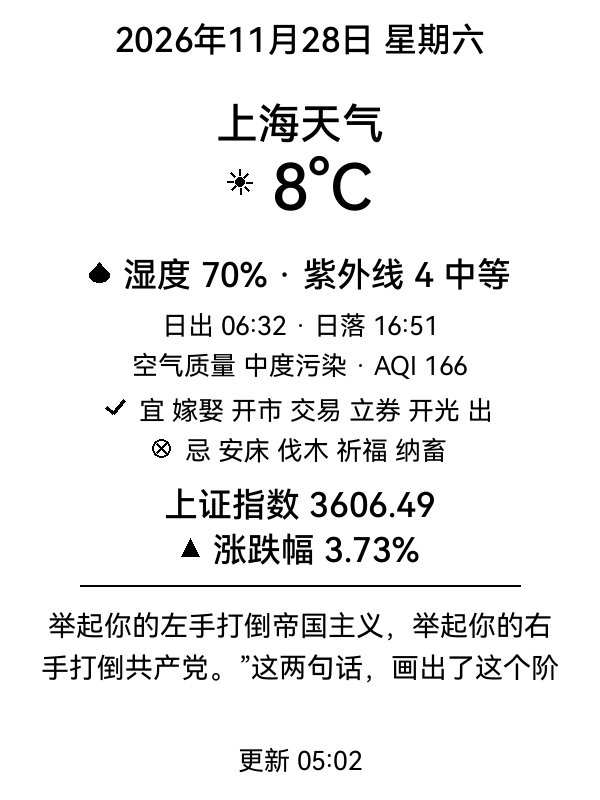 2026年11月28日 星期六
上海天气
☀ 8°C
湿度 70% · 紫外线 4 中等
日出 06:32 · 日落 16:51
空气质量 中度污染 · AQI 166
✓ 宜 嫁娶 开市 交易 立券 开光 出
⊗ 忌 安床 伐木 祈福 纳畜
上证指数 3606.49
▲ 涨跌幅 3.73%
举起你的左手打倒帝国主义，举起你的右
手打倒共产党。”这两句话，画出了这个阶
更新 05:02